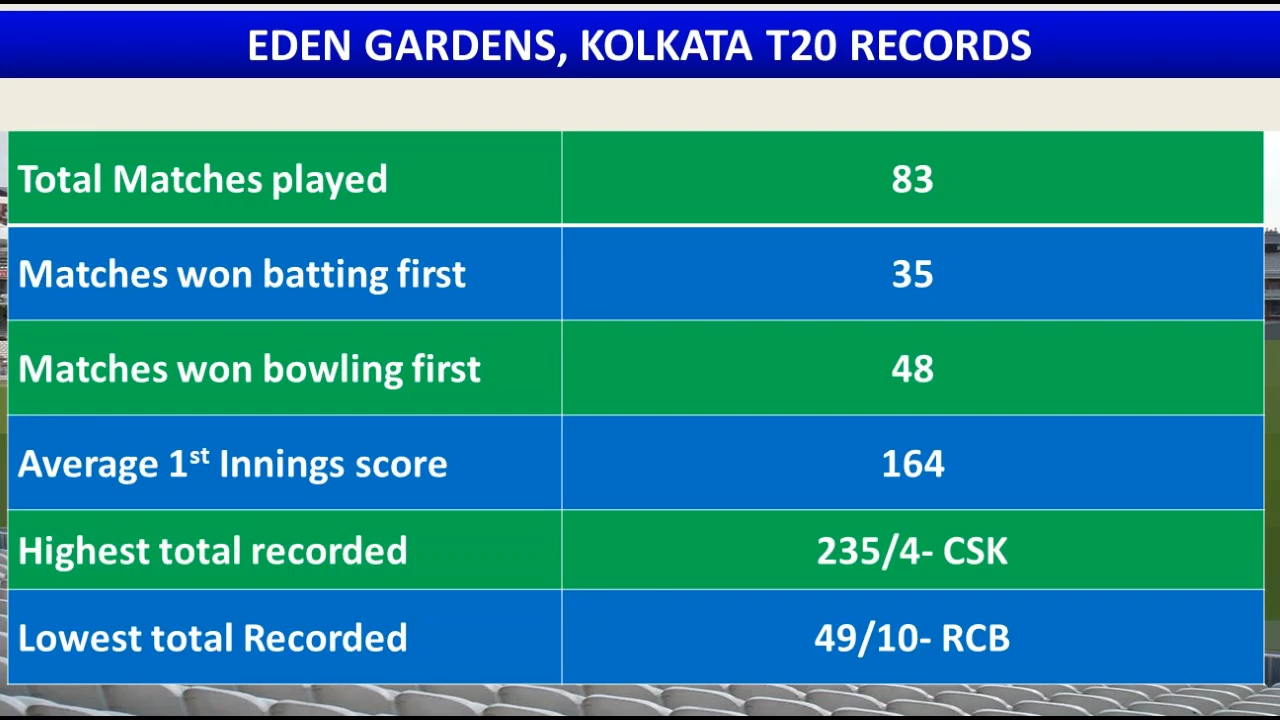 EDEN GARDENS, KOLKATA T20 RECORDS
Total Matches played 83
Matches won batting first 35
Matches won bowling first 48
Average 1st Innings score 164
Highest total recorded 235/4- CSK
Lowest total Recorded 49/10- RCB